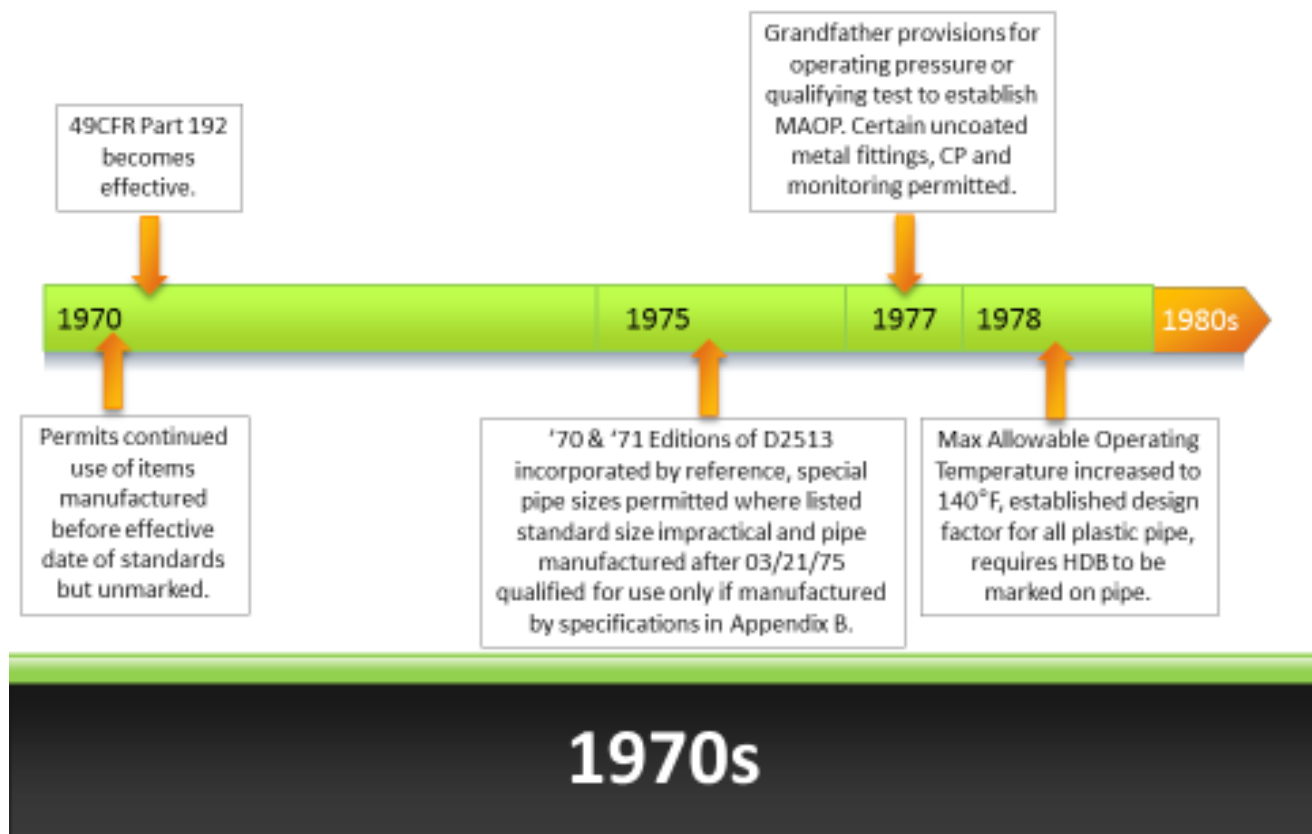 Grandfather provisions for
operating pressure or
qualifying test to establish
MAOP. Certain uncoated
metal fittings, CP and
monitoring permitted.
49CFR Part 192
becomes
effective.
1970
1975
1977
1978
1980s
Permits continued
use of items
manufactured
before effective
date of standards
but unmarked.
'70 & '71 Editions of D2513
incorporated by reference, special
pipe sizes permitted where listed
standard size impractical and pipe
manufactured after 03/21/75
qualified for use only if manufactured
by specifications in Appendix B.
Max Allowable Operating
Temperature increased to
140°F, established design
factor for all plastic pipe,
requires HDB to be
marked on pipe.
1970s